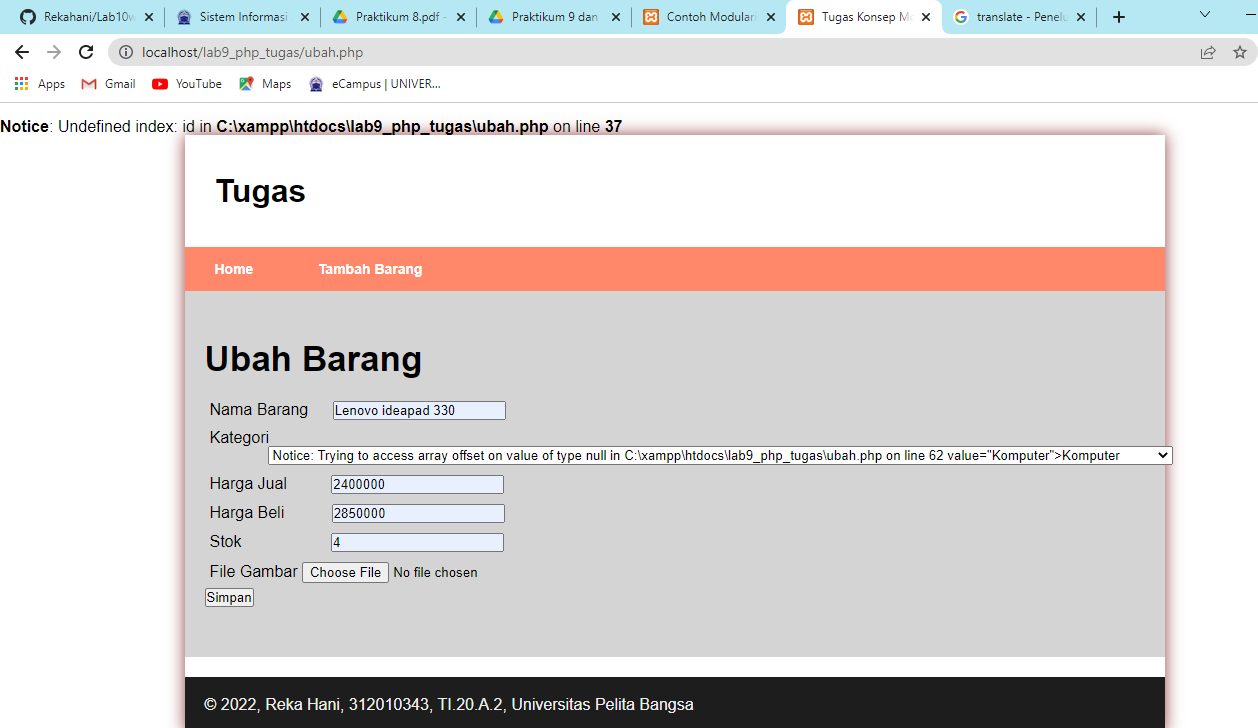 Rekahani/Lab10w
Sistem Informasi
Praktikum 8.pdf -
Praktikum 9 dan
Contoh Modulari
Tugas Konsep Mo
translate - Penelu
localhost/lab9_php_tugas/ubah.php
Apps
Gmail
YouTube
Maps
eCampus | UNIVER...
Notice: Undefined index: id in C:\xampp\htdocs\lab9_php_tugas\ubah.php on line 37
Tugas
Home Tambah Barang
Ubah Barang
Nama Barang Lenovo ideapad 330
Kategori
Notice: Trying to access array offset on value of type null in C:\xampp\htdocs\lab9_php_tugas\ubah.php on line 62 value="Komputer">Komputer
Harga Jual 2400000
Harga Beli 2850000
Stok 4
File Gambar Choose File No file chosen
Simpan
© 2022, Reka Hani, 312010343, TI.20.A.2, Universitas Pelita Bangsa